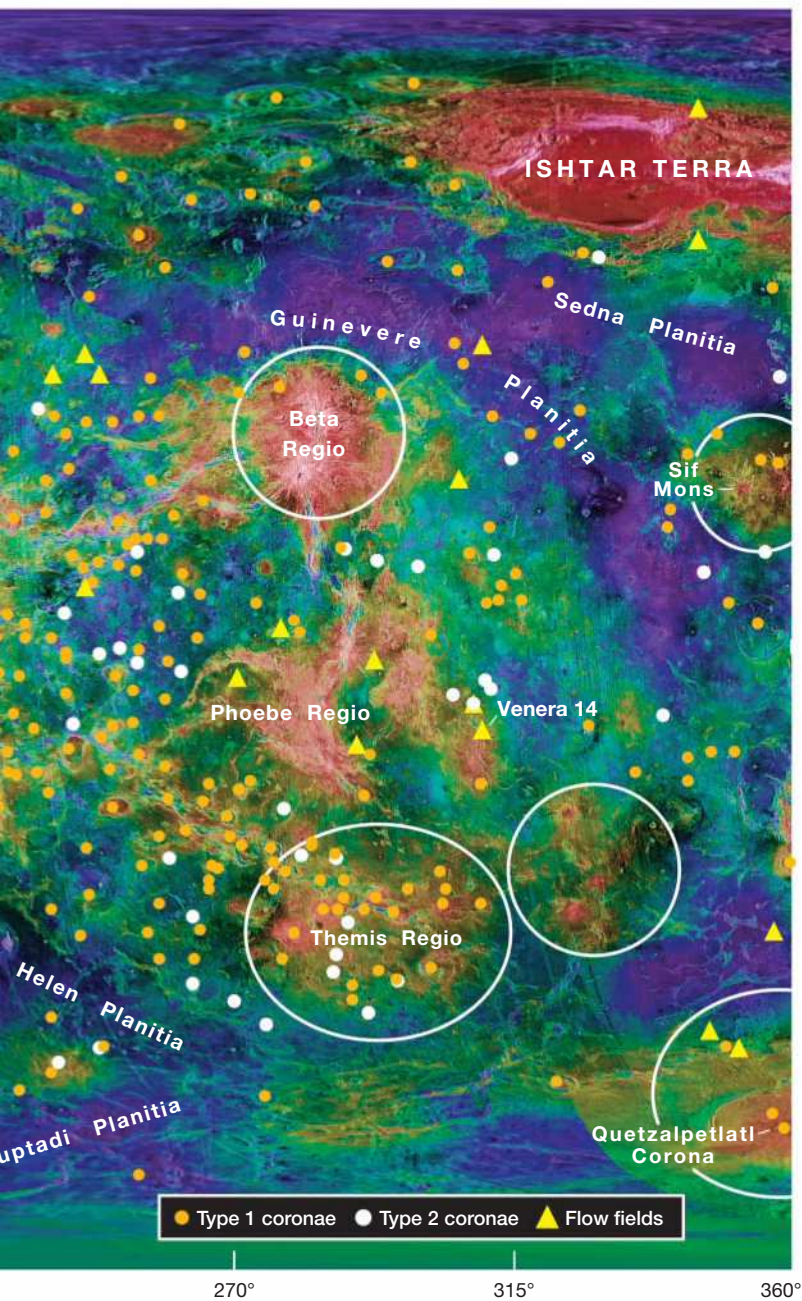 ISHTAR TERRA
Sedna Planitia
Guinevere
Planitia
Beta
Regio
Sif
Mons
Phoebe Regio
Venera 14
Themis Regio
Helen Planitia
uptadi Planitia
Quetzalpetlatl
Corona
Type 1 coronae Type 2 coronae Flow fields
270° 315° 360°